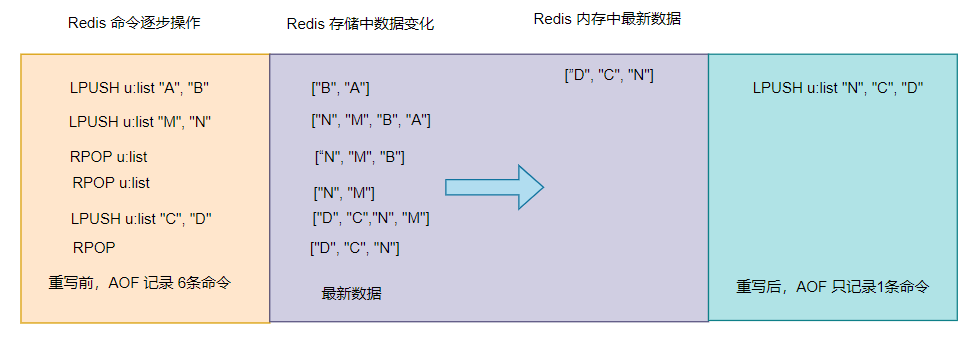 Redis 命令逐步操作
Redis 存储中数据变化
Redis 内存中最新数据
LPUSH u:list "A", "B"
LPUSH u:list "M", "N"
RPOP u:list
RPOP u:list
LPUSH u:list "C", "D"
RPOP
重写前，AOF 记录 6条命令
["B", "A"]
["N", "M", "B", "A"]
[“N", "M", "B"]
["N", "M"]
["D", "C","N", "M"]
["D", "C", "N"]
最新数据
[”D", "C", "N"]
LPUSH u:list "N", "C", "D"
重写后，AOF 只记录1条命令